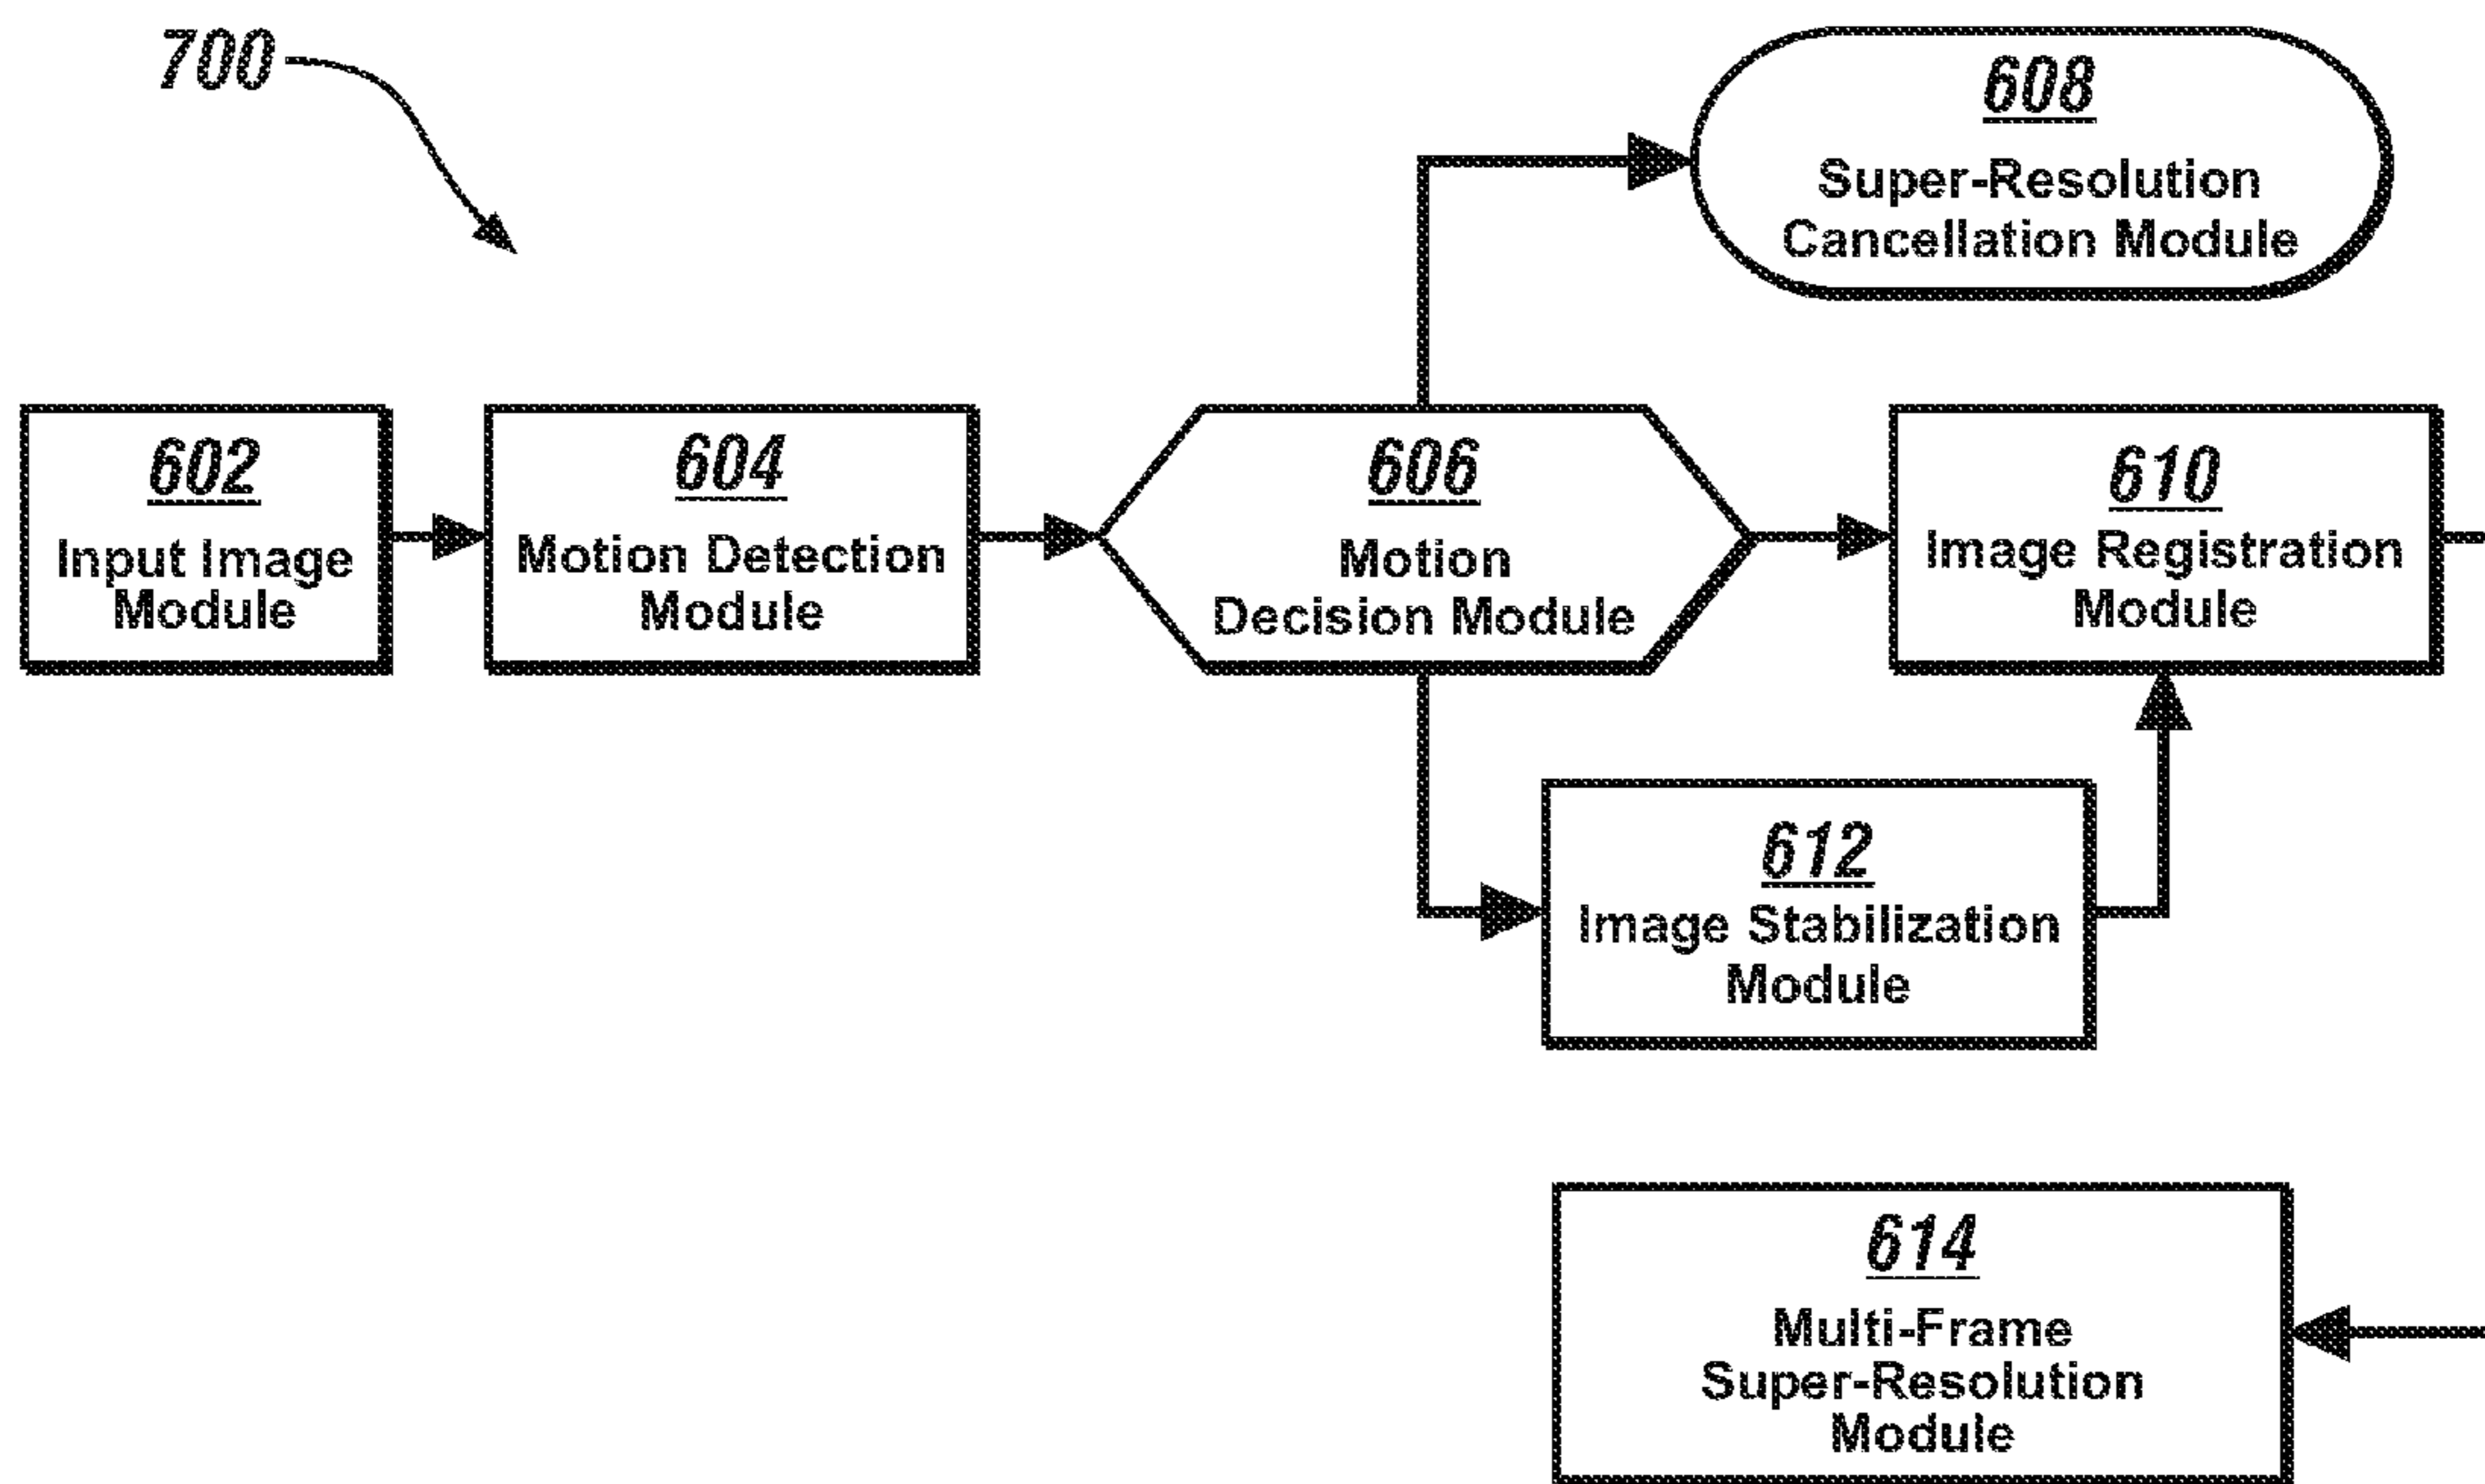 700
608
Super-Resolution
Cancellation Module
602
Input Image
Module
604
Motion Detection
Module
606
Motion
Decision Module
610
Image Registration
Module
612
Image Stabilization
Module
614
Multi-Frame
Super-Resolution
Module